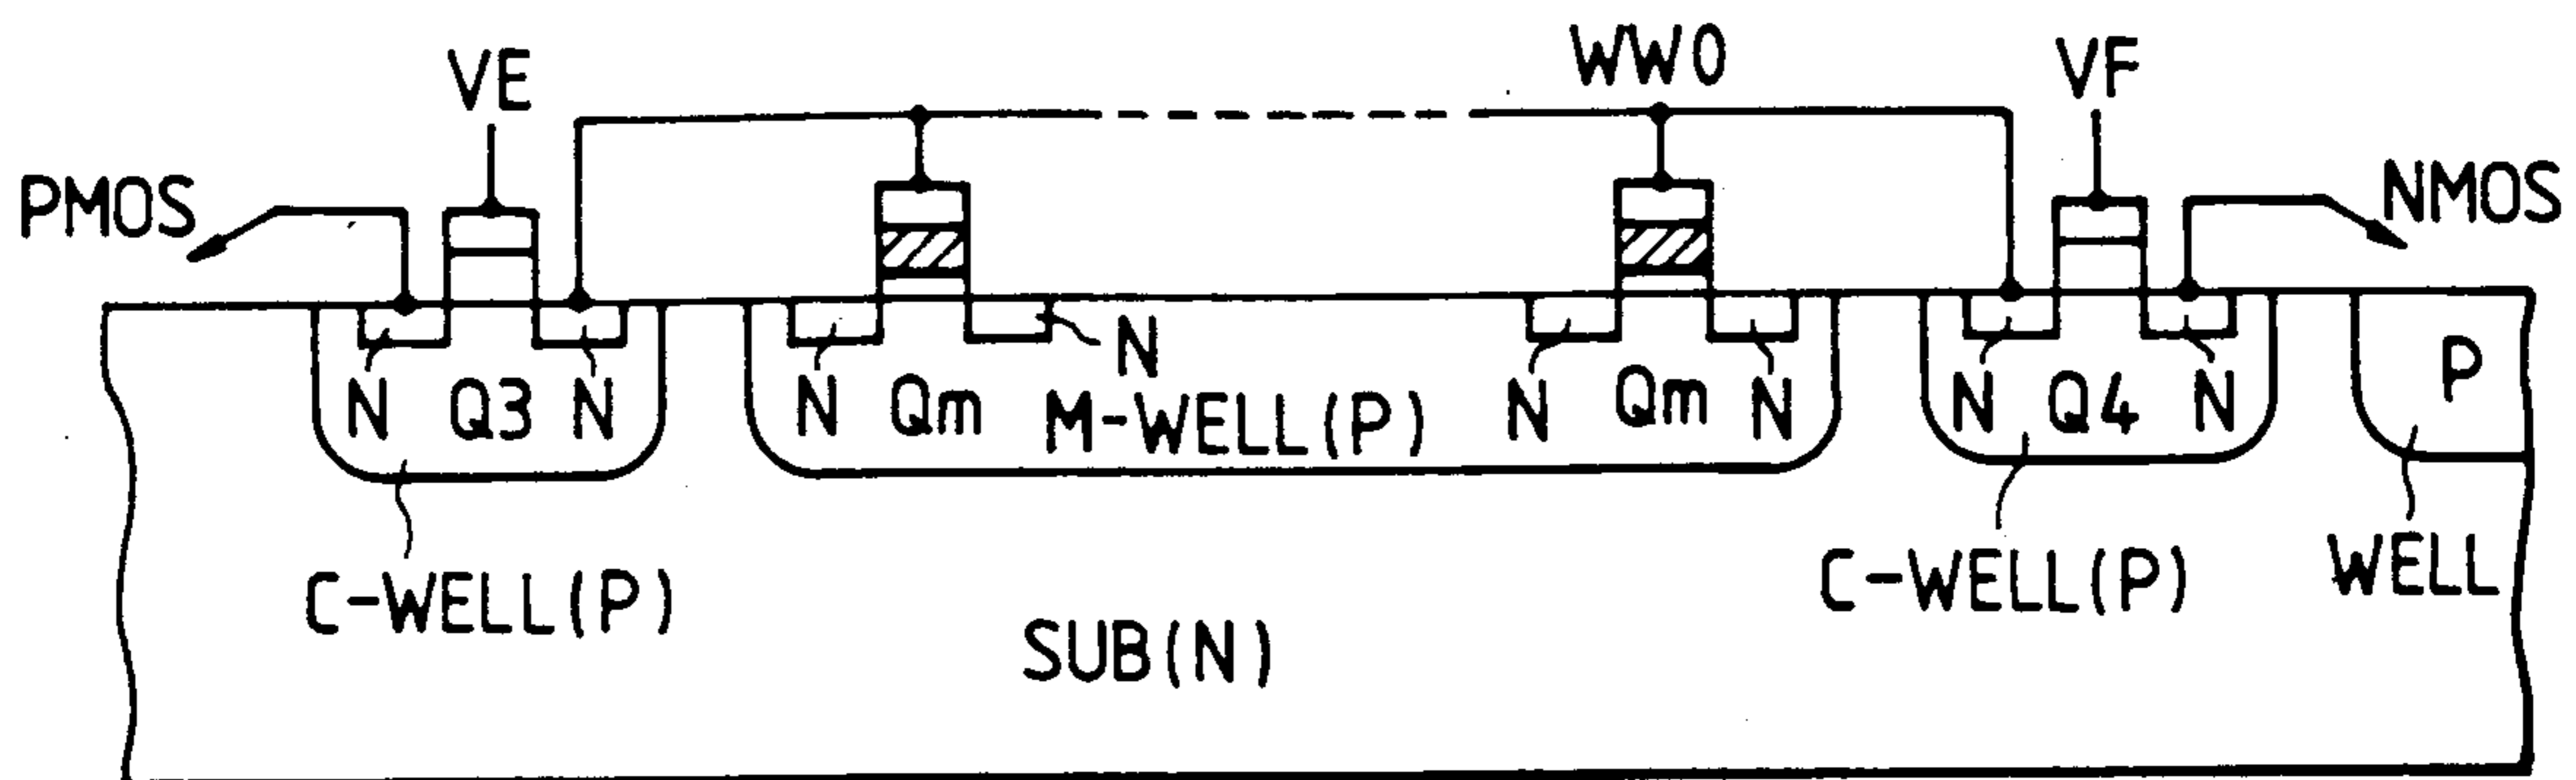 WW0
VE
VF
PMOS
NMOS
N
P
N Q3 N
N Qm
M-WELL(P)
N Qm N
N Q4 N
C-WELL(P)
C-WELL(P)
WELL
SUB(N)